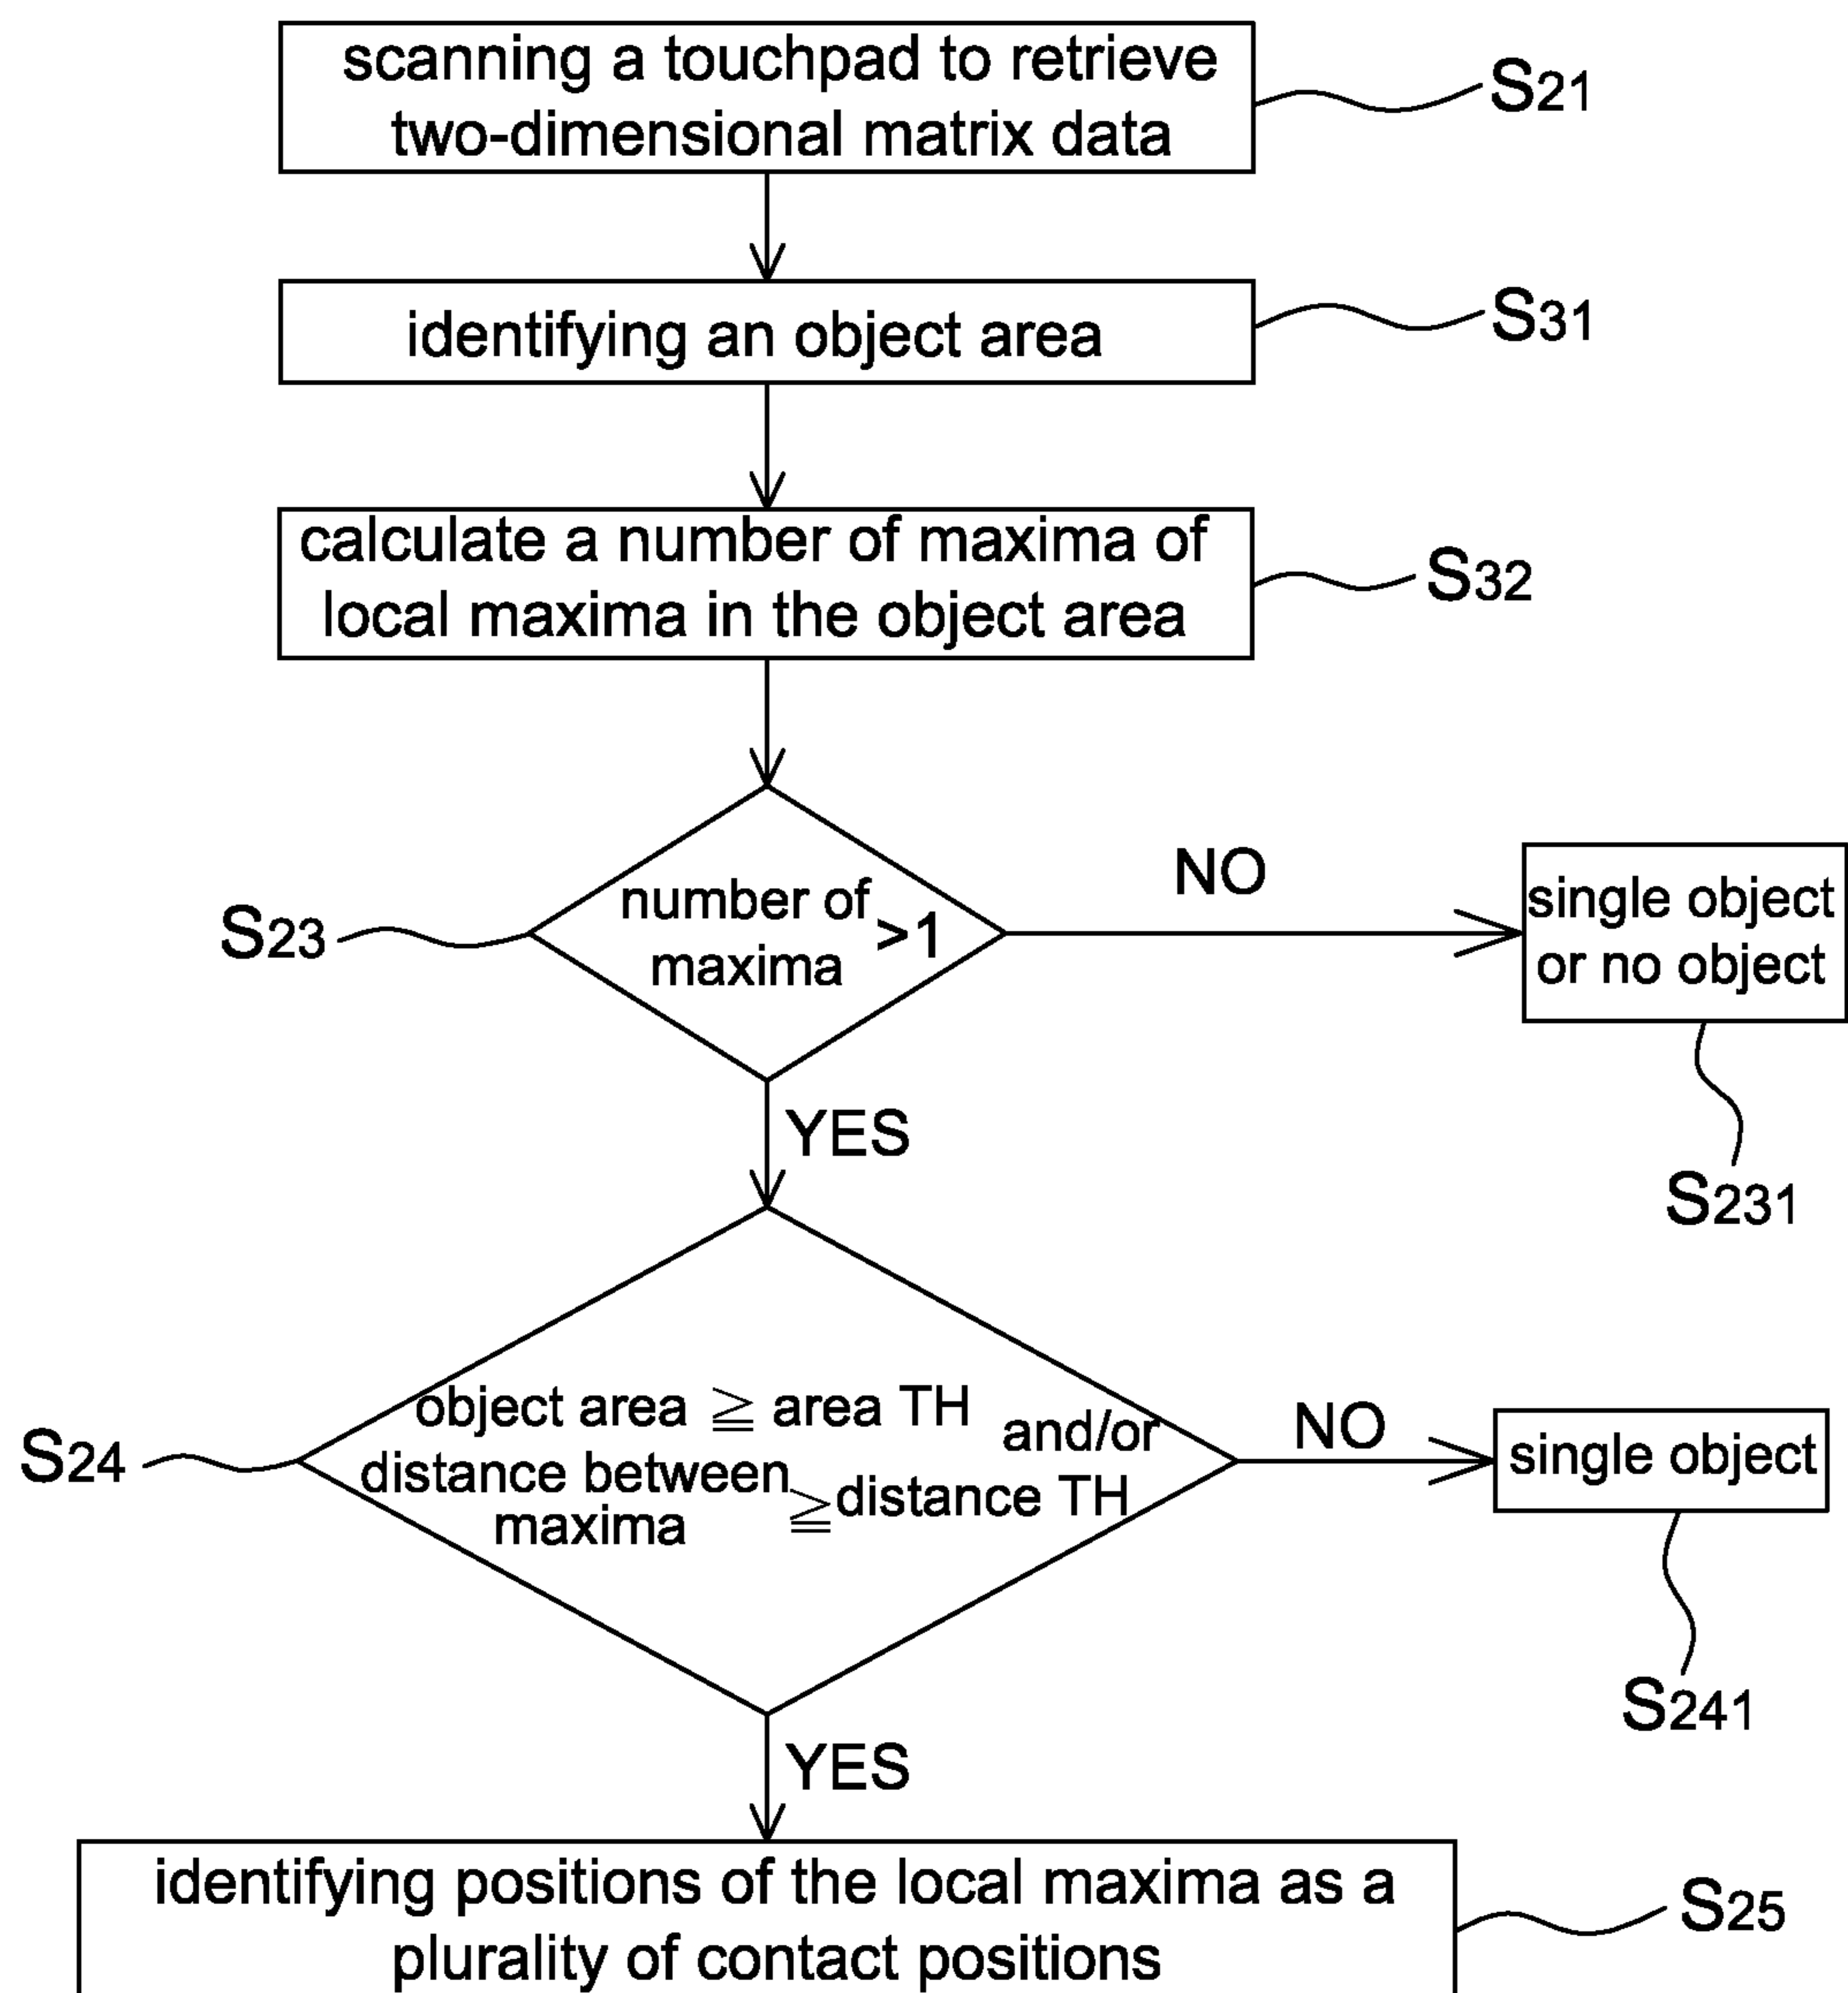 scanning a touchpad to retrieve
two-dimensional matrix data
S21
identifying an object area
S31
calculate a number of maxima of
local maxima in the object area
S32
number of
maxima
>1
S23
NO
single object
or no object
S231
YES
object area ≧ area TH
and/or
distance between
maxima
≧distance TH
S24
NO
single object
S241
YES
identifying positions of the local maxima as a
plurality of contact positions
S25